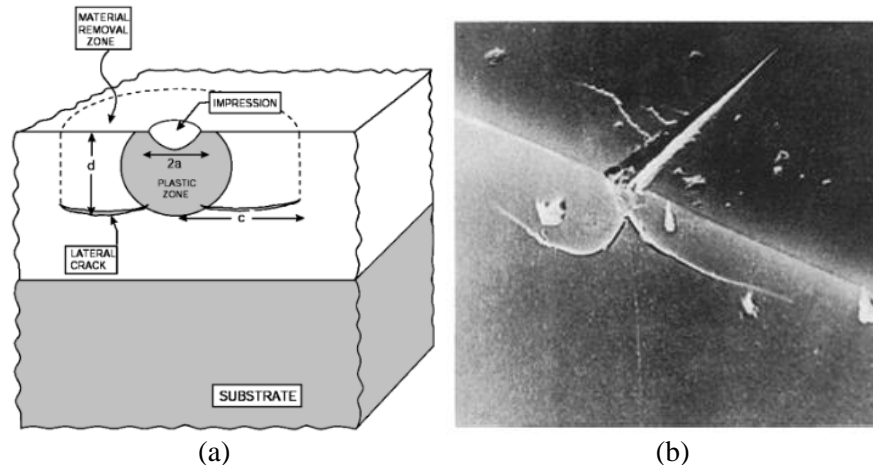 MATERIAL
REMOVAL
ZONE
IMPRESSION
d
2a
PLASTIC
ZONE
c
LATERAL
CRACK
SUBSTRATE
(a)
(b)